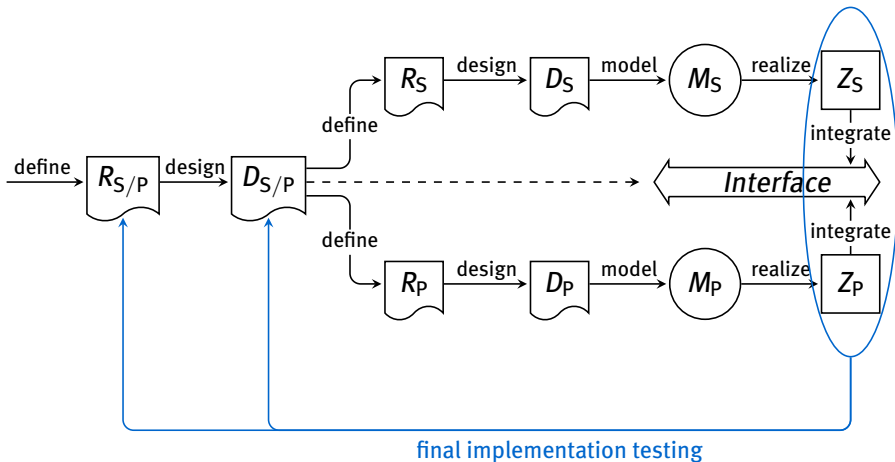 R_S design D_S model M_S realize Z_S
define integrate
define R_S/P design D_S/P Interface
define integrate
R_P design D_P model M_P realize Z_P
final implementation testing